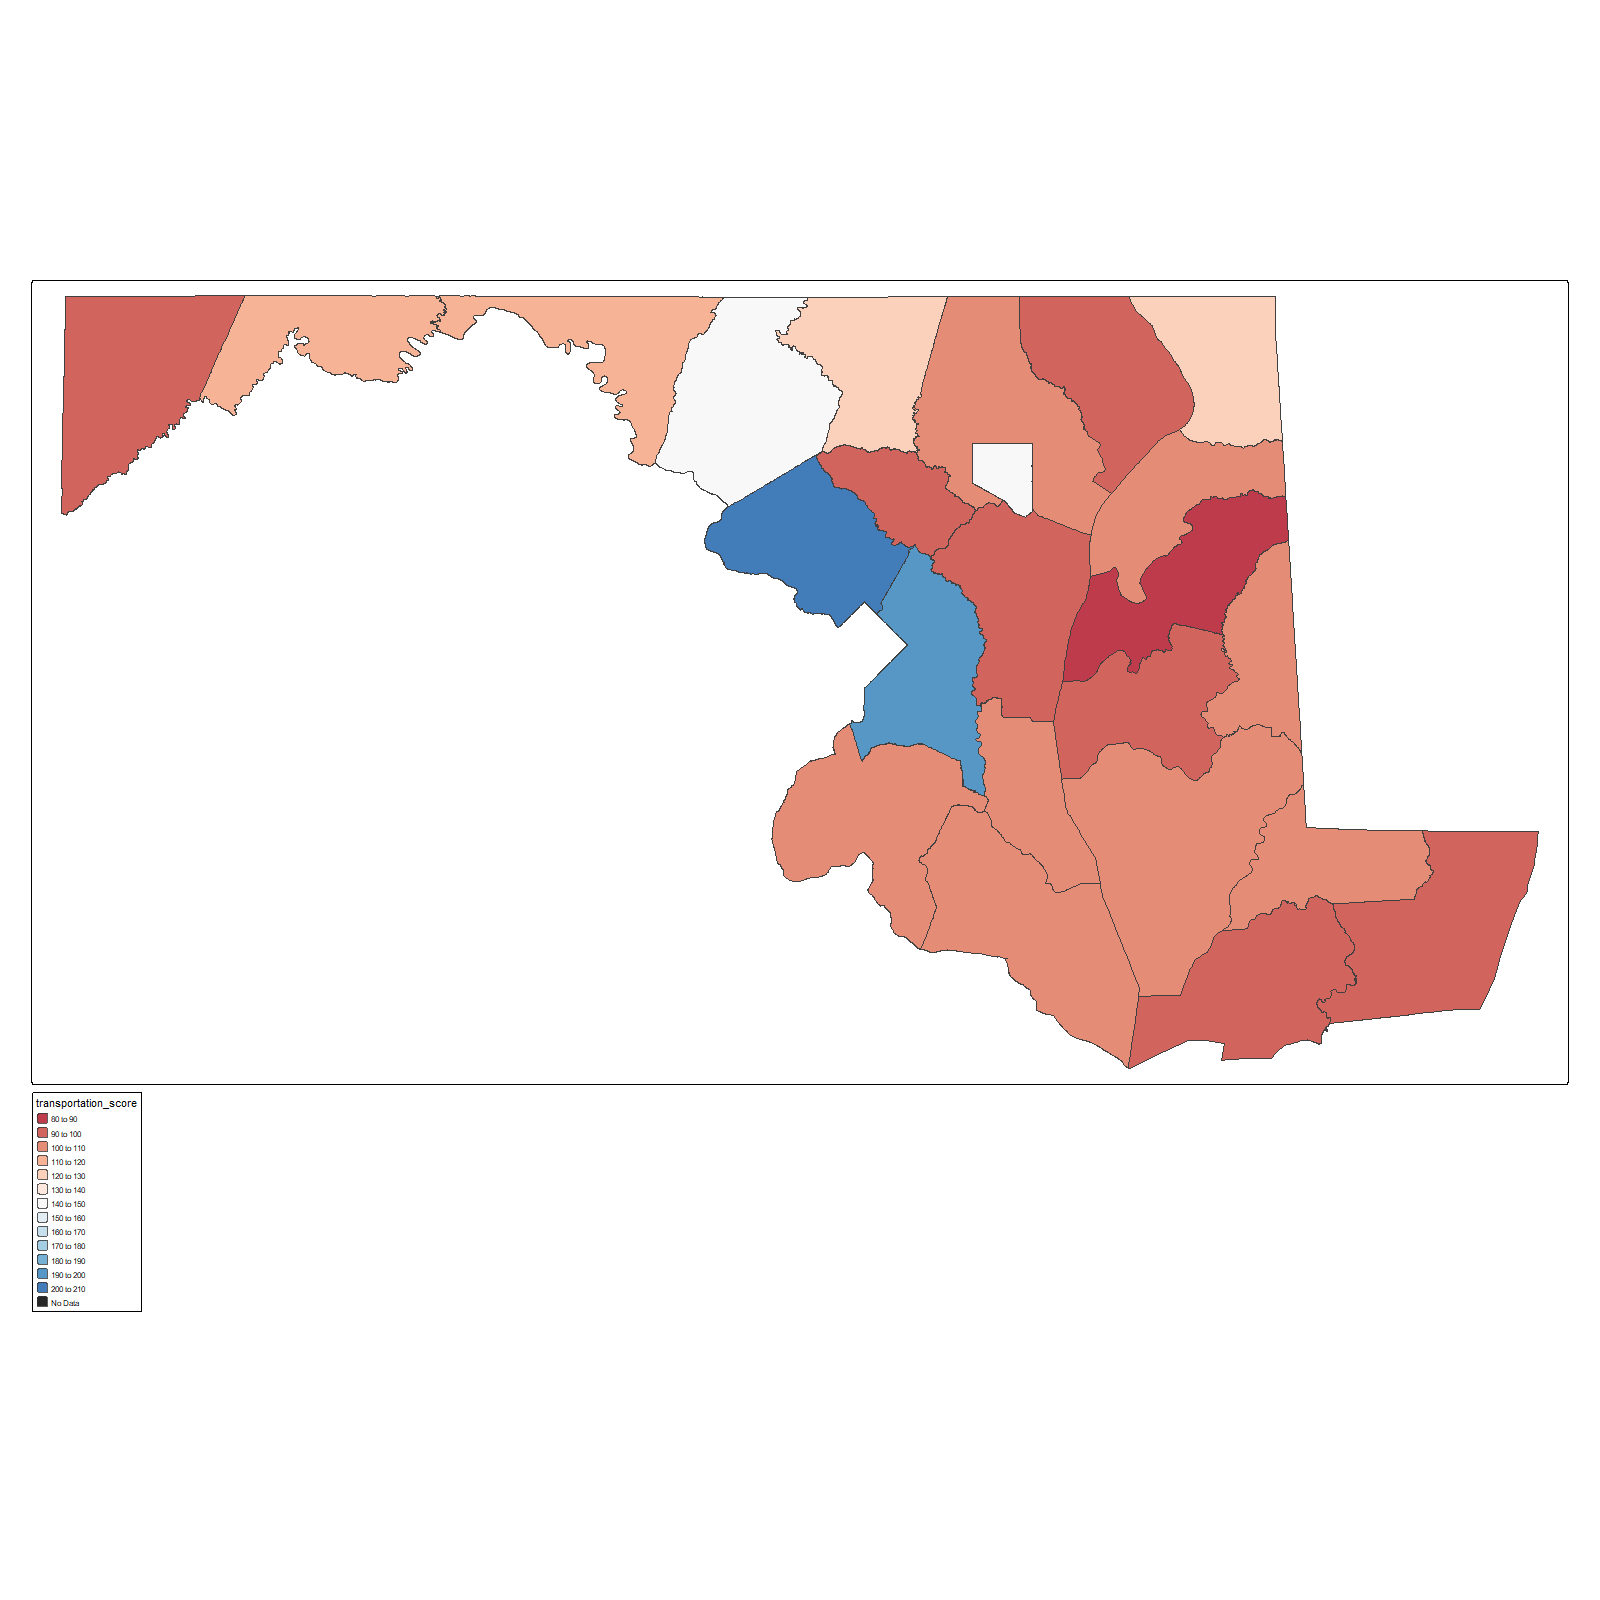 transportation_score
80 to 90
90 to 100
100 to 110
110 to 120
120 to 130
130 to 140
140 to 150
150 to 160
160 to 170
170 to 180
180 to 190
190 to 200
200 to 210
No Data